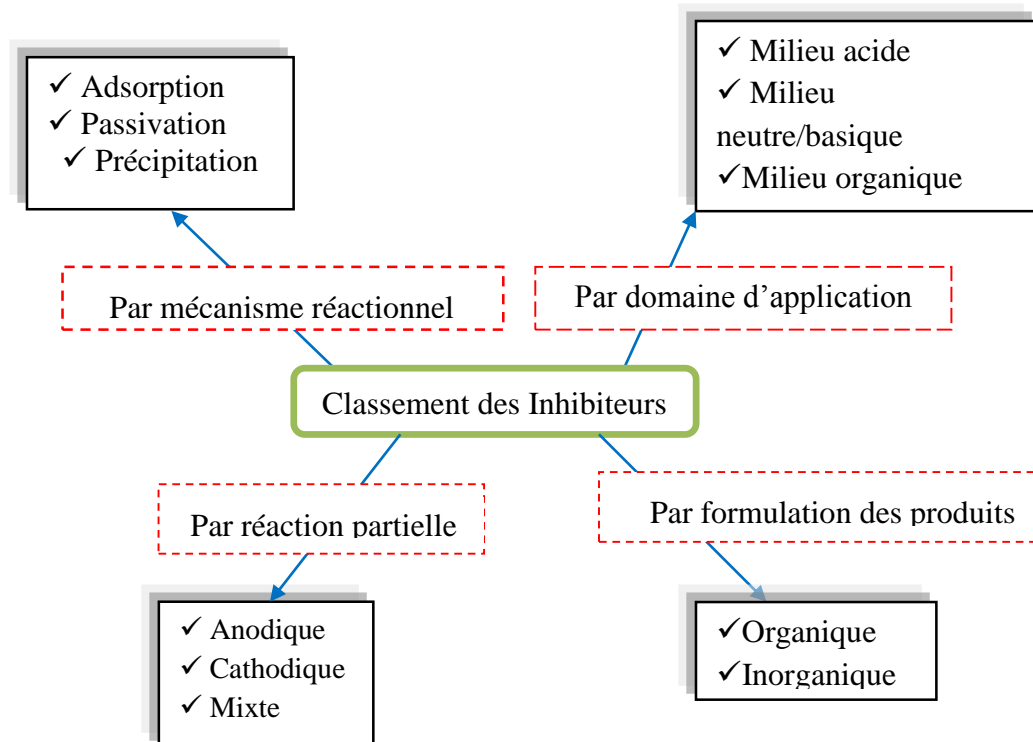 ✓ Adsorption
✓ Passivation
✓ Précipitation
✓ Milieu acide
✓ Milieu
neutre/basique
✓Milieu organique
Par mécanisme réactionnel
Par domaine d’application
Classement des Inhibiteurs
Par réaction partielle
Par formulation des produits
✓ Anodique
✓ Cathodique
✓ Mixte
✓Organique
✓Inorganique